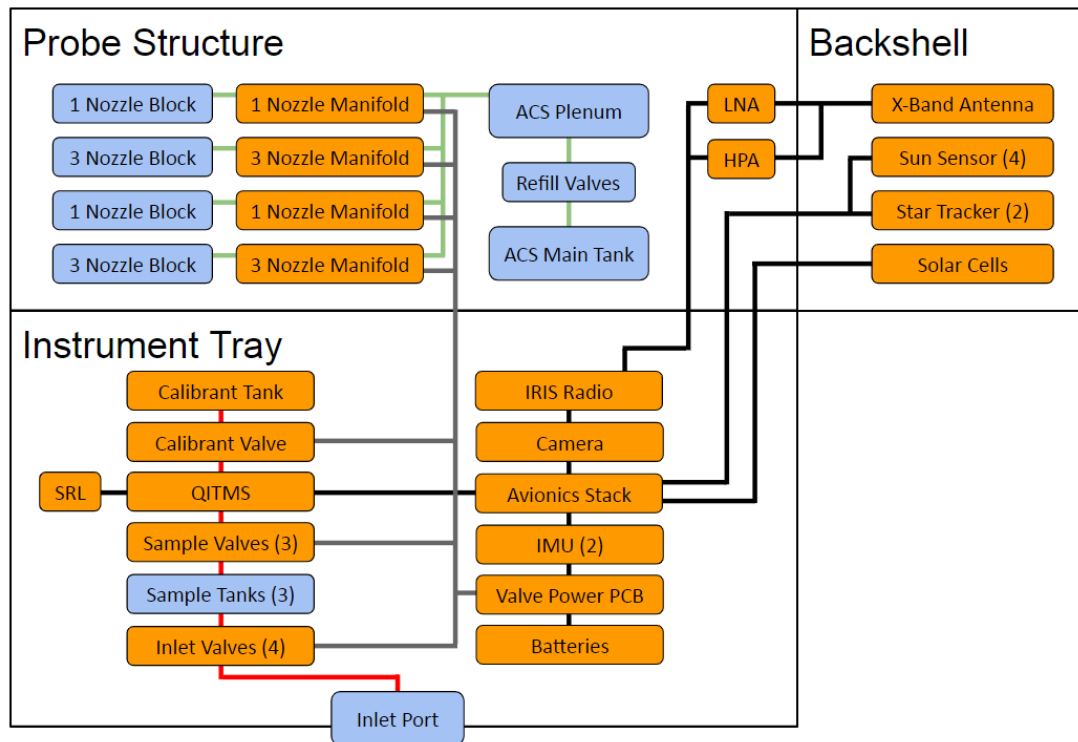 Probe Structure
Backshell
1 Nozzle Block
1 Nozzle Manifold
ACS Plenum
LNA
X-Band Antenna
3 Nozzle Block
3 Nozzle Manifold
HPA
Sun Sensor (4)
Refill Valves
1 Nozzle Block
1 Nozzle Manifold
Star Tracker (2)
3 Nozzle Block
3 Nozzle Manifold
ACS Main Tank
Solar Cells
Instrument Tray
Calibrant Tank
IRIS Radio
Calibrant Valve
Camera
SRL
QITMS
Avionics Stack
Sample Valves (3)
IMU (2)
Sample Tanks (3)
Valve Power PCB
Inlet Valves (4)
Batteries
Inlet Port